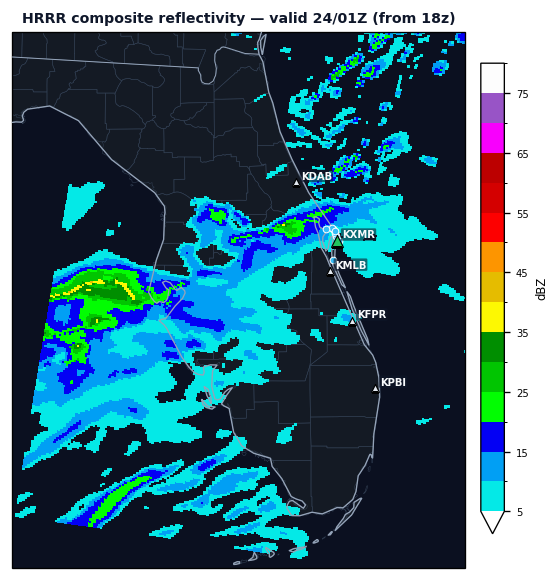 HRRR composite reflectivity — valid 24/01Z (from 18z)
KDAB
KXMR
KMLB
KFPR
KPBI
75
65
55
45
35
25
15
5
dBZ